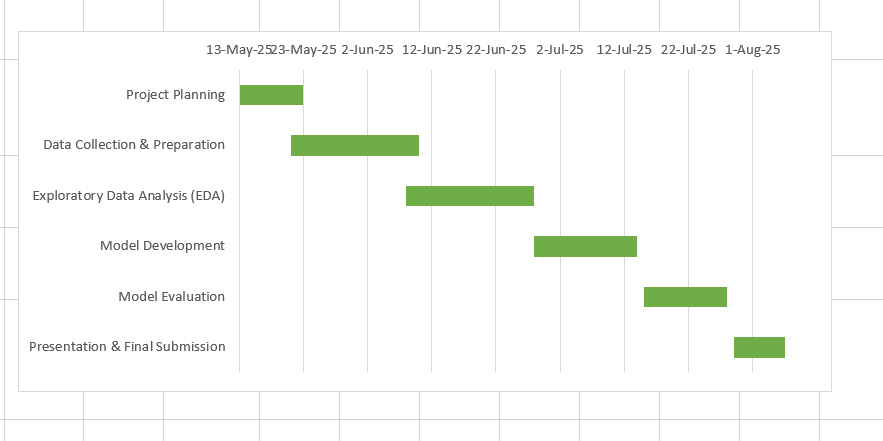 13-May-25 23-May-25 2-Jun-25 12-Jun-25 22-Jun-25 2-Jul-25 12-Jul-25 22-Jul-25 1-Aug-25
Project Planning
Data Collection & Preparation
Exploratory Data Analysis (EDA)
Model Development
Model Evaluation
Presentation & Final Submission